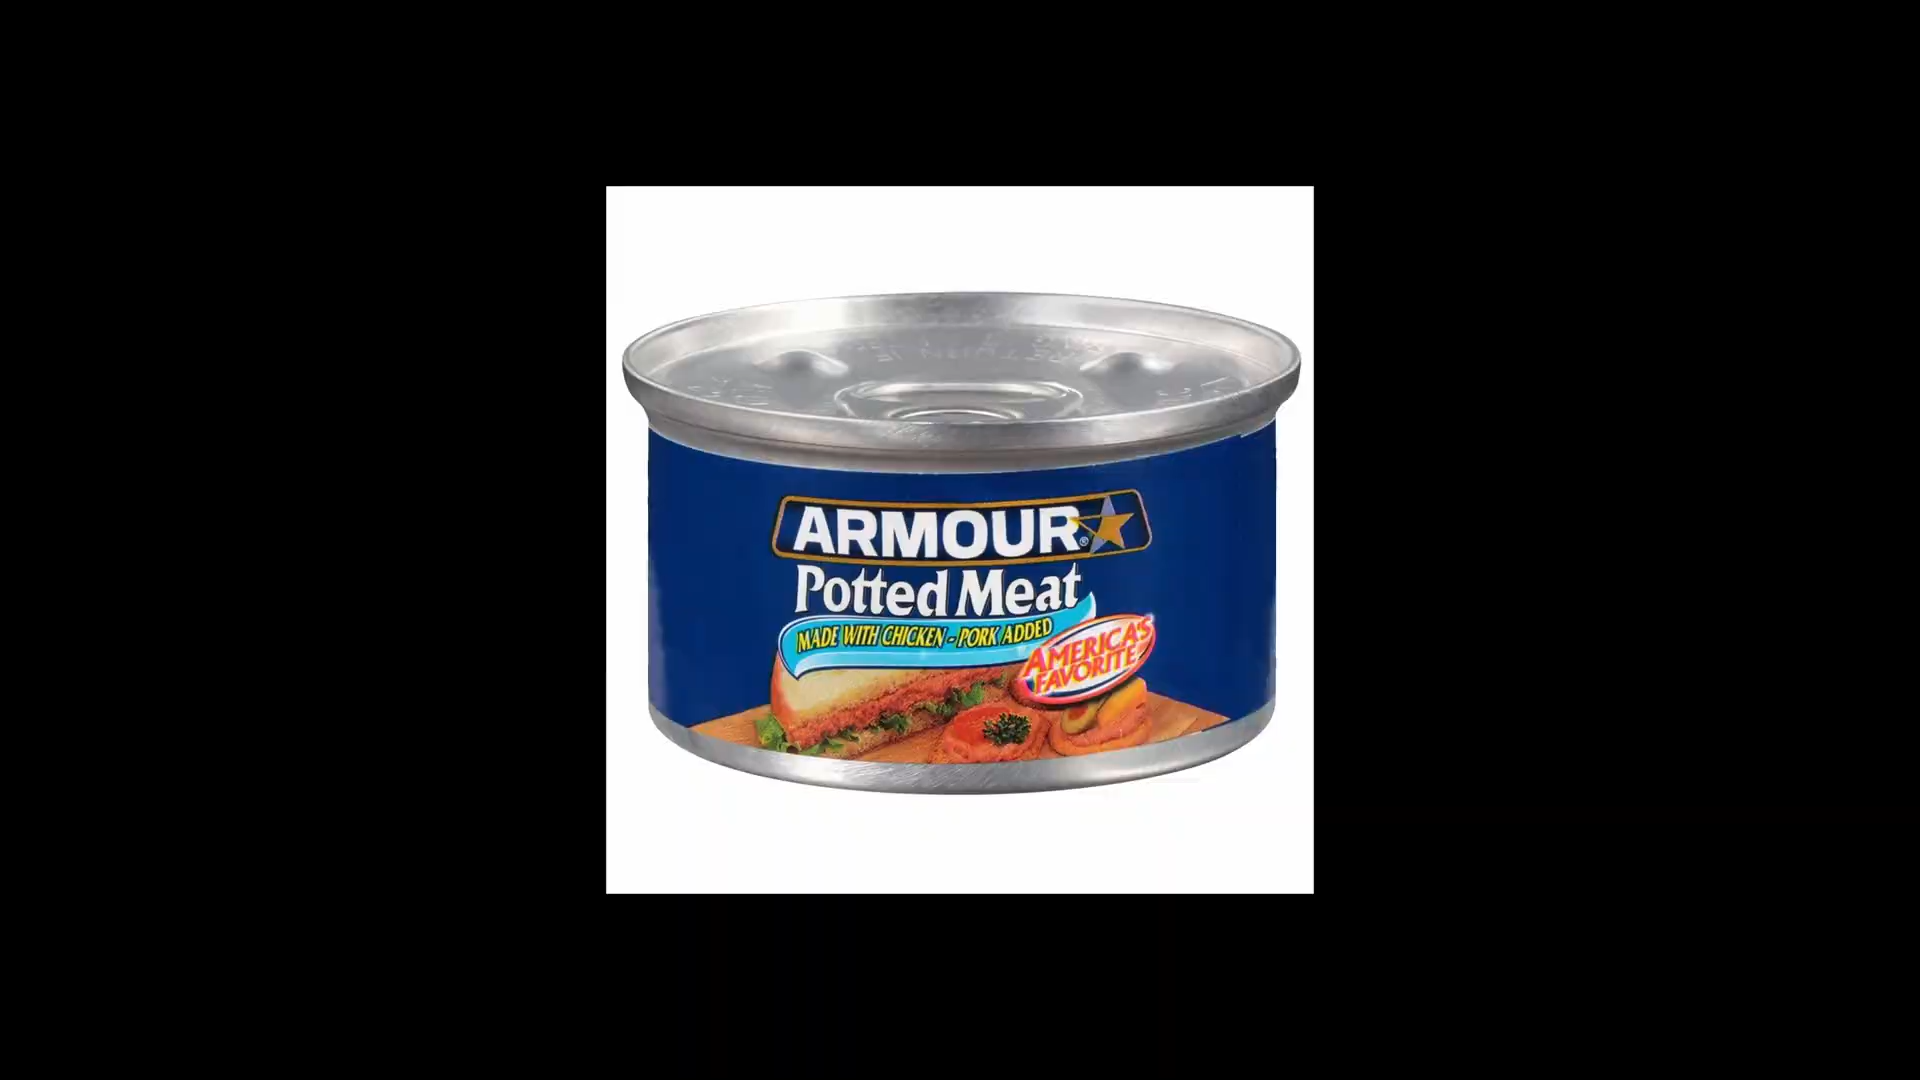 ARMOUR®
Potted Meat
MADE WITH CHICKEN - PORK ADDED
AMERICA'S
FAVORITE